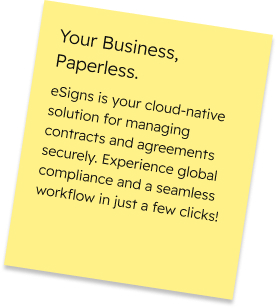 Your Business,
Paperless.
eSigns is your cloud-native
solution for managing
contracts and agreements
securely. Experience global
compliance and a seamless
workflow in just a few clicks!